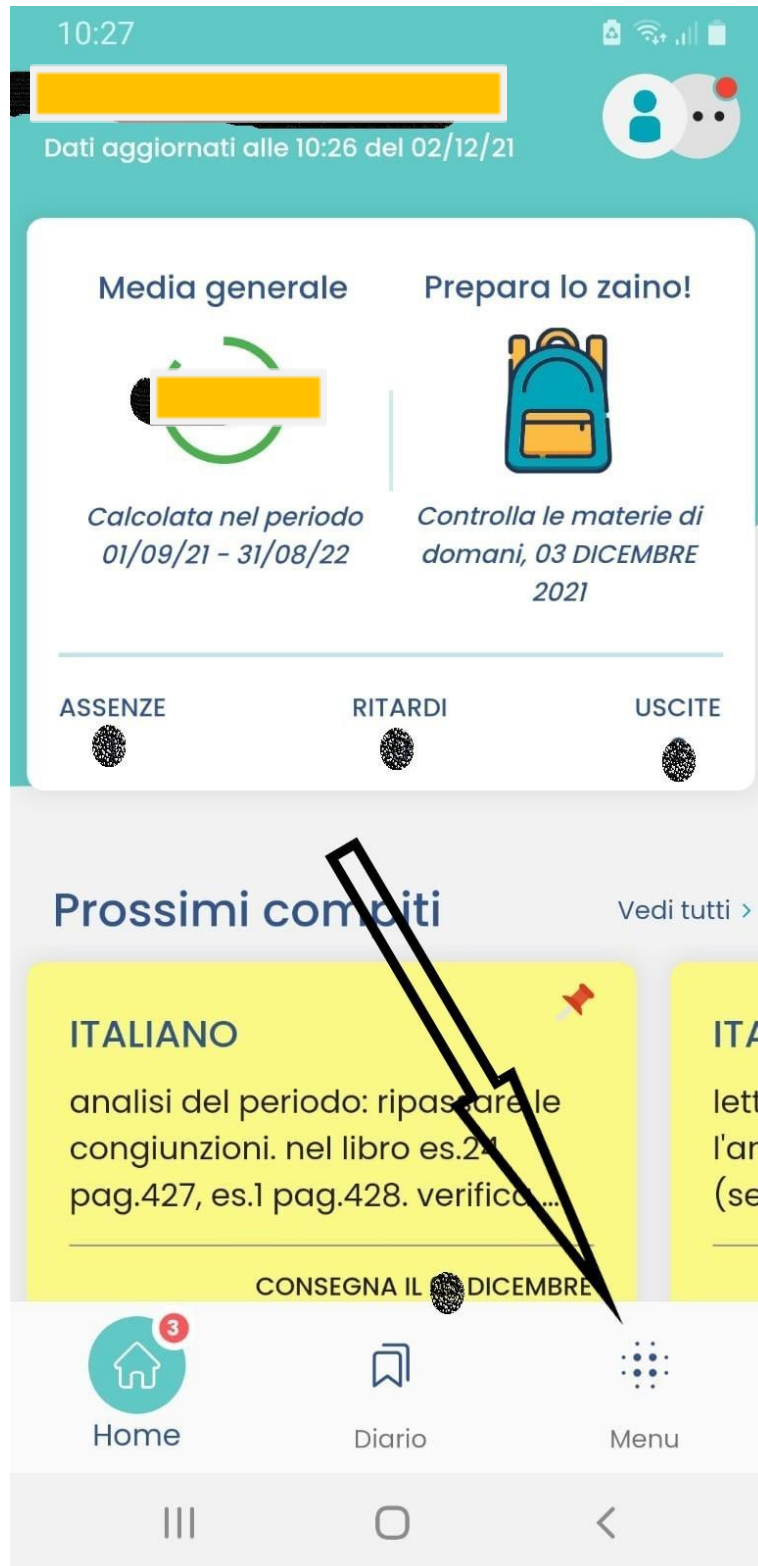 10:27
Dati aggiornati alle 10:26 del 02/12/21
Media generale
Calcolata nel periodo
01/09/21 - 31/08/22
Prepara lo zaino!
Controlla le materie di
domani, 03 DICEMBRE
2021
ASSENZE
RITARDI
USCITE
Prossimi compiti
Vedi tutti >
ITALIANO
analisi del periodo: ripassare le
congiunzioni. nel libro es.24
pag.427, es.1 pag.428. verifica ...
CONSEGNA IL DICEMBRE
ITA
lett
l'an
(se
3
Home
Diario
Menu